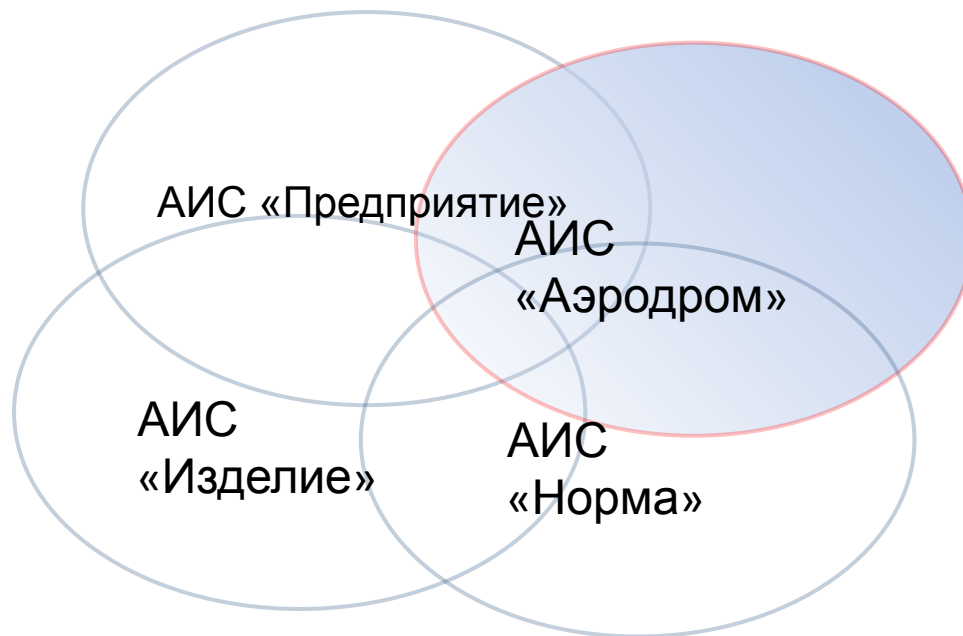 АИС «Предприятие»
АИС
«Аэродром»
АИС
«Изделие»
АИС
«Норма»